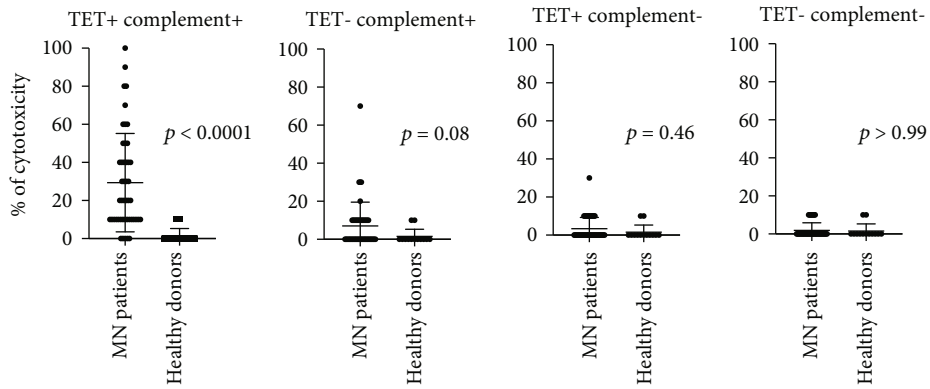 TET+ complement+
% of cytotoxicity
100
80
60
40
20
0
p < 0.0001
MN patients
Healthy donors
TET- complement+
100
80
60
40
20
0
p = 0.08
MN patients
Healthy donors
TET+ complement-
100
80
60
40
20
0
p = 0.46
MN patients
Healthy donors
TET- complement-
100
80
60
40
20
0
p > 0.99
MN patients
Healthy donors